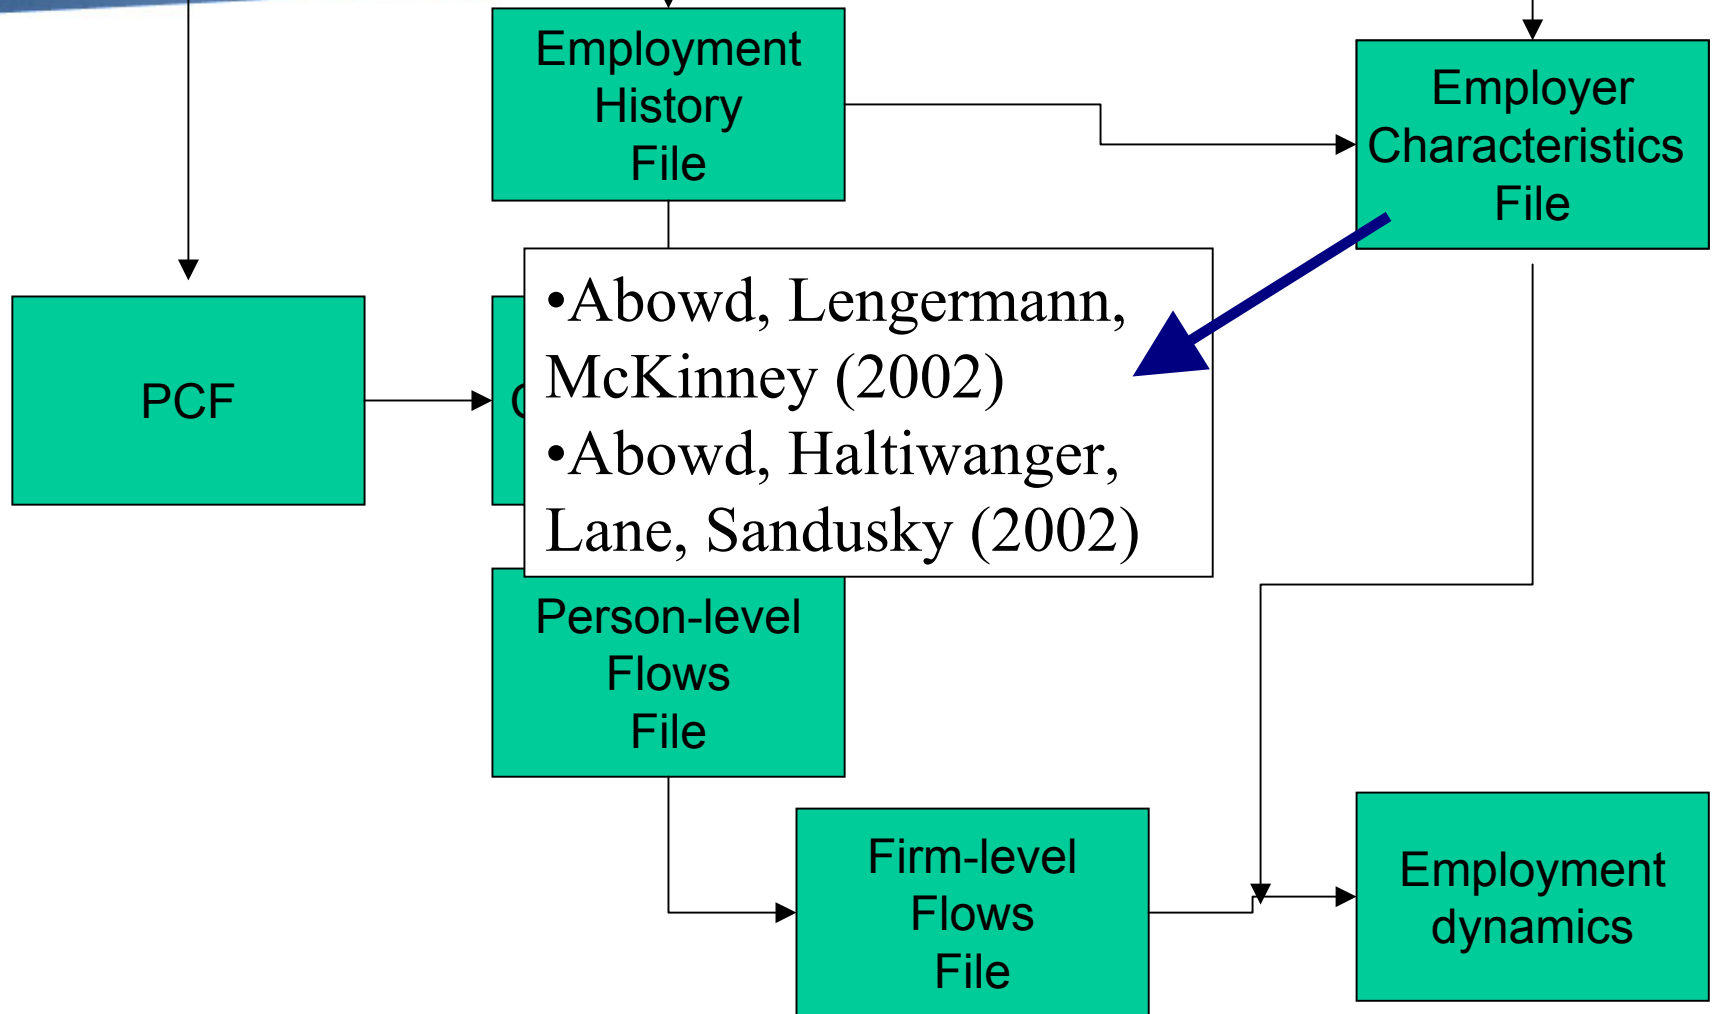 Employment
History
File
Employer
Characteristics
File
•Abowd, Lengermann,
McKinney (2002)
•Abowd, Haltiwanger,
Lane, Sandusky (2002)
PCF
Person-level
Flows
File
Firm-level
Flows
File
Employment
dynamics